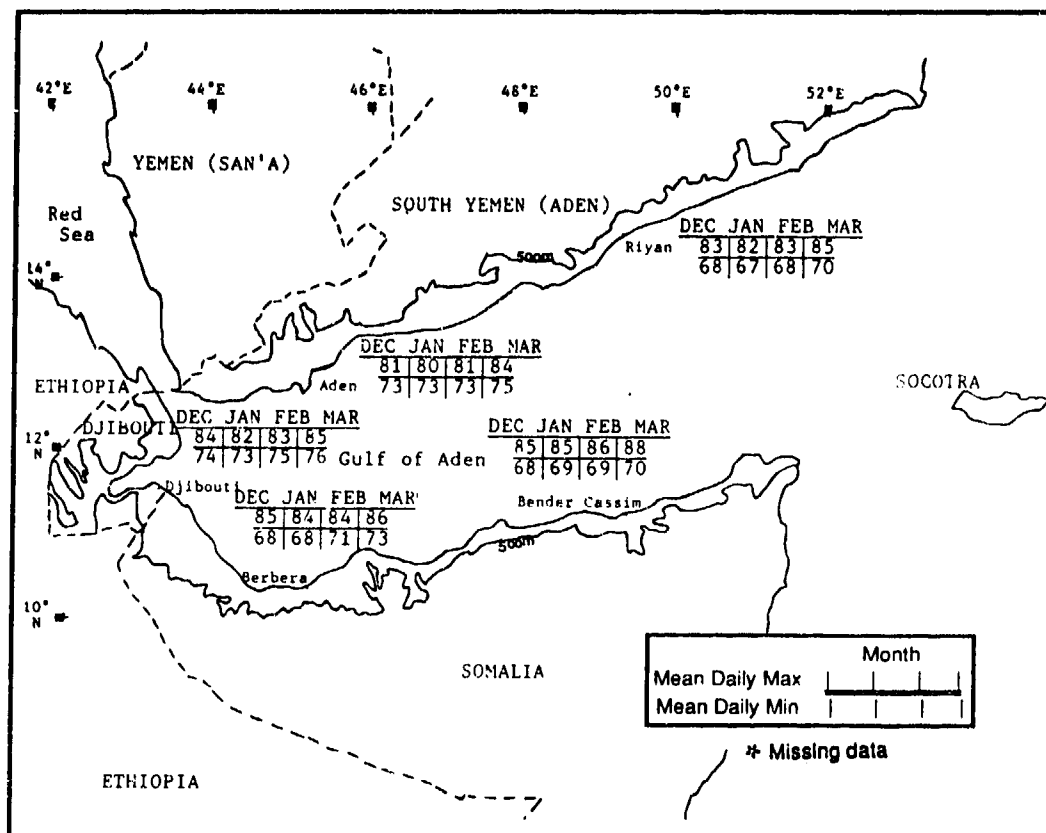 42°E 44°E 46°E 48°E 50°E 52°E
YEMEN (SAN'A)
Red
Sea
SOUTH YEMEN (ADEN)
DEC JAN FEB MAR
83 82 83 85
68 67 68 70
Riyan
500m
14°
N
DEC JAN FEB MAR
81 80 81 84
73 73 73 75
Aden
ETHIOPIA
SOCOTRA
DJIBOUTI
DEC JAN FEB MAR
84 82 83 85
74 73 75 76
Gulf of Aden
DEC JAN FEB MAR
85 85 86 88
68 69 69 70
12°
N
Djibouti
Bender Cassim
DEC JAN FEB MAR
85 84 84 86
68 68 71 73
500m
Berbera
10°
N
SOMALIA
Month
Mean Daily Max
Mean Daily Min
* Missing data
ETHIOPIA